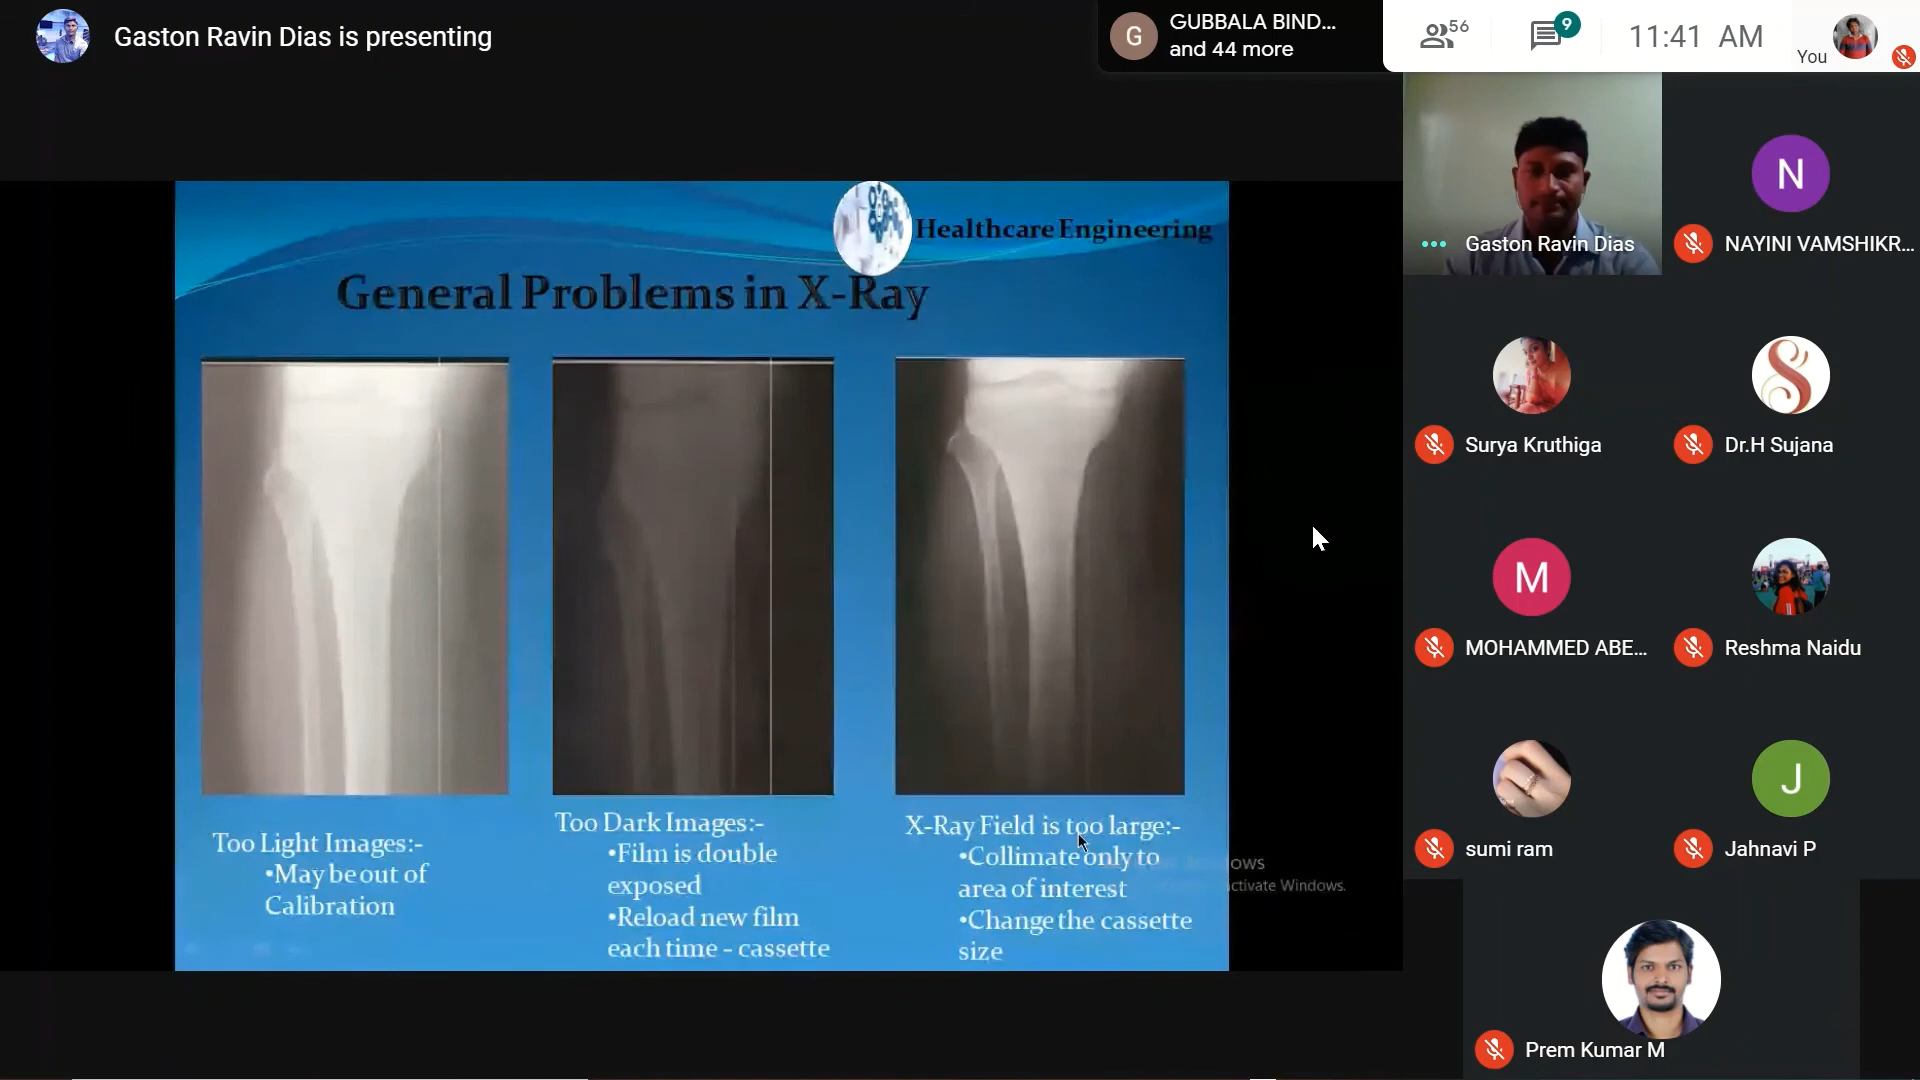 Gaston Ravin Dias is presenting
G
GUBBALA BIND...
and 44 more
56
9
11:41 AM
You
Healthcare Engineering
General Problems in X-Ray
Too Light Images:-
•May be out of
Calibration
Too Dark Images:-
•Film is double
exposed
•Reload new film
each time - cassette
X-Ray Field is too large:-
•Collimate only to
area of interest
•Change the cassette
size
ctivate Windows.
Gaston Ravin Dias
N
NAYINI VAMSHIKR...
Surya Kruthiga
S
Dr.H Sujana
M
MOHAMMED ABE...
Reshma Naidu
sumi ram
J
Jahnavi P
Prem Kumar M